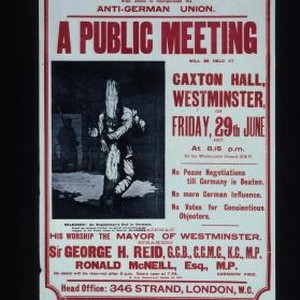 ANTI-GERMAN UNION.
A PUBLIC MEETING
WILL BE HELD AT
CAXTON HALL,
WESTMINSTER,
ON
FRIDAY, 29th JUNE
At 8.15 p.m.
No Peace Negotiations
till Germany is Beaten.
No more German Influence.
No Votes for Conscientious
Objectors.
CHAIRMAN
HIS WORSHIP THE MAYOR OF WESTMINSTER.
SPEAKERS
Sir GEORGE H. REID, G.C.B., G.C.M.G., K.C., M.P.
RONALD McNEILL, Esq., M.P.
Head Office: 346 STRAND, LONDON, W.C.